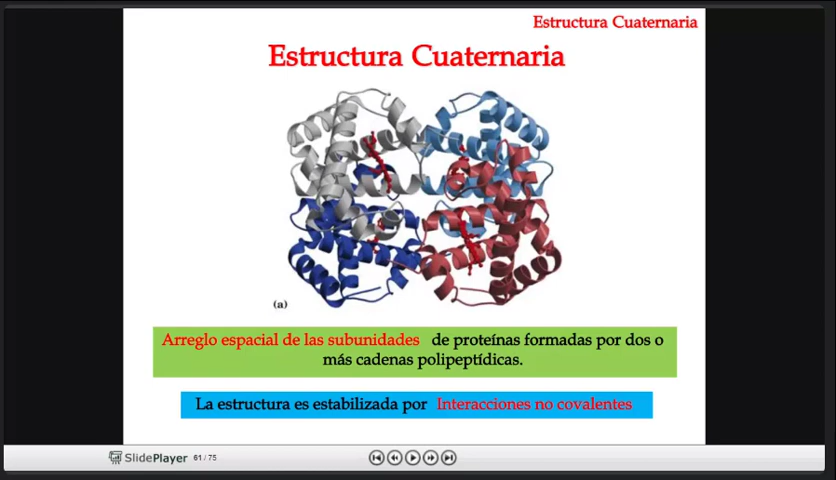 Estructura Cuaternaria
Estructura Cuaternaria
(a)
Arreglo espacial de las subunidades de proteínas formadas por dos o
más cadenas polipeptídicas.
La estructura es estabilizada por Interacciones no covalentes
SlidePlayer 61 / 75